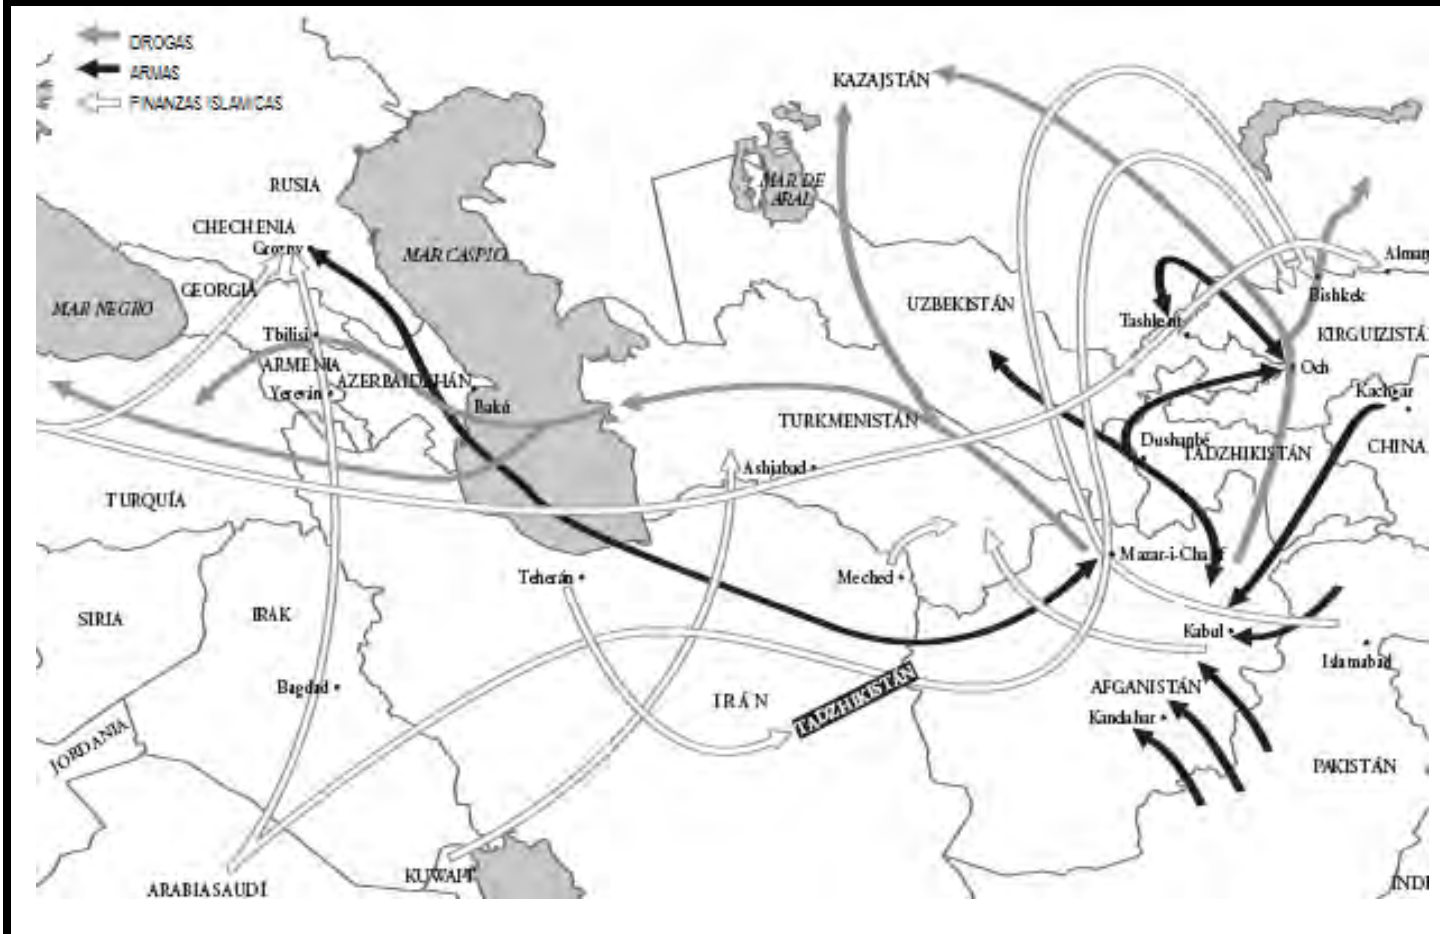 DROGAS
ARMAS
FINANZAS ISLAMICAS
KAZAJSTÁN
RUSIA
MAR DE
ARAL
CHECHENIA
Grozny
MAR CASPIO
Almaty
GEORGIA
MAR NEGRO
UZBEKISTÁN
Bishkek
Tashkent
KIRGUIZISTÁ
Tbilisi
ARMENIA
AZERBAIDZHÁN
Och
Yereván
Bakú
Kachgar
TURKMENISTÁN
Dushanbé
TADZHIKISTÁN
CHINA
Ashjabad
TURQUÍA
Mazar-i-Cha f
Teherán
Meched
SIRIA
IRAK
Kabul
Islamabad
Bagdad
IRÁN
TADZHIKISTÁN
AFGANISTÁN
Kandahar
JORDANIA
PAKISTÁN
KUWAIT
ARABIA SAUDÍ
INDI